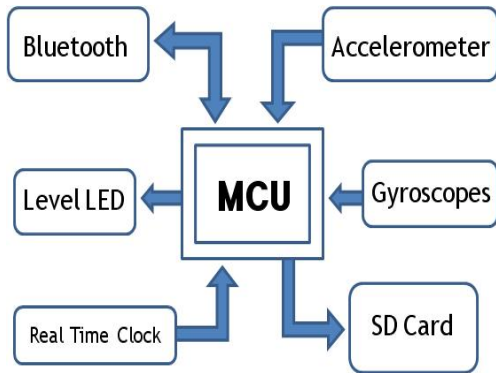 Bluetooth
Accelerometer
Level LED
MCU
Gyroscopes
Real Time Clock
SD Card